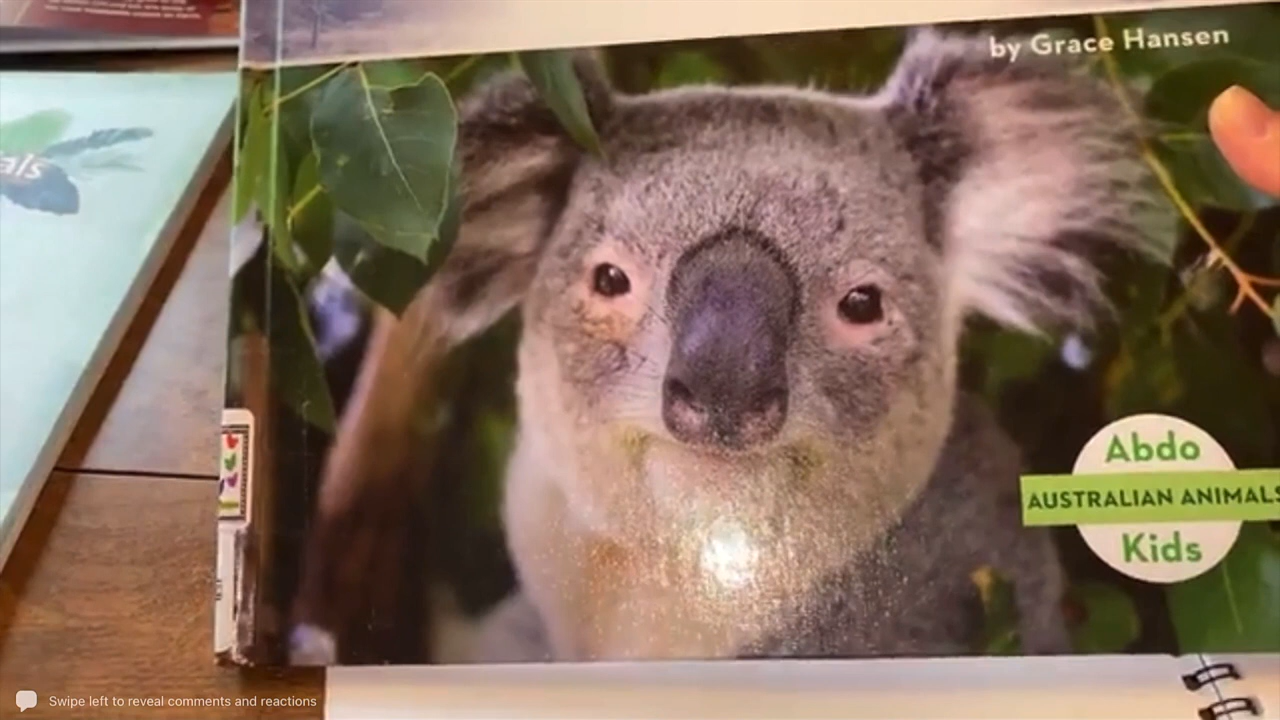 by Grace Hansen
als
Abdo
AUSTRALIAN ANIMALS
Kids
Swipe left to reveal comments and reactions